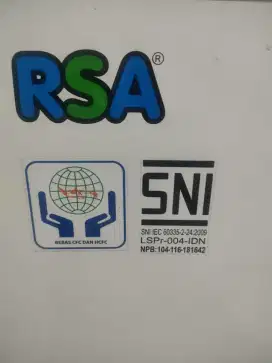 RSA®
BEBAS CFC DAN HCFC
SNI
SNI IEC 60335-2-24:2009
LSPr-004-IDN
NPB:104-116-181642